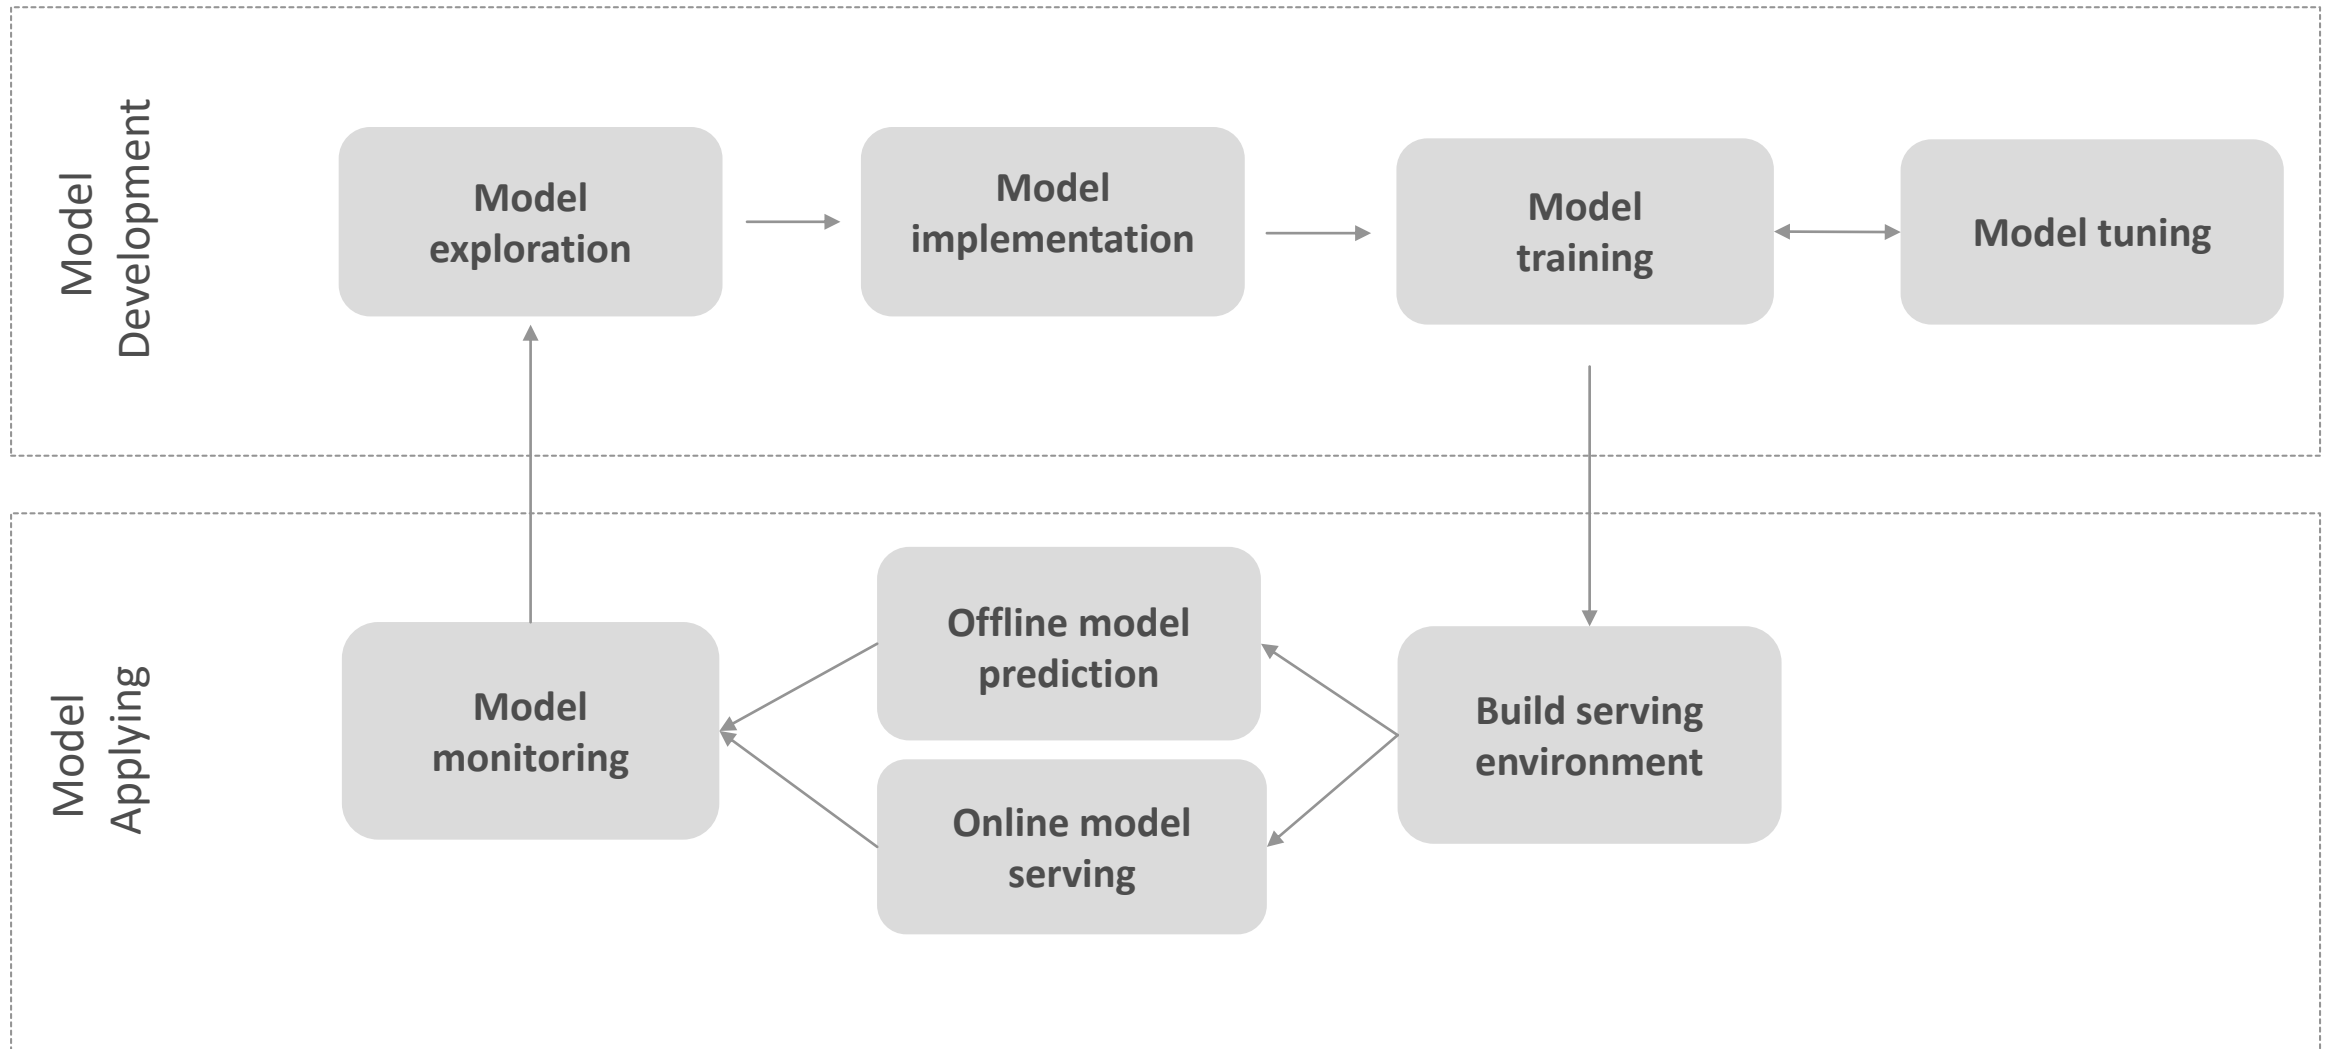 Model
Development
Model
exploration
Model
implementation
Model
training
Model tuning
Model
Applying
Model
monitoring
Offline model
prediction
Online model
serving
Build serving
environment